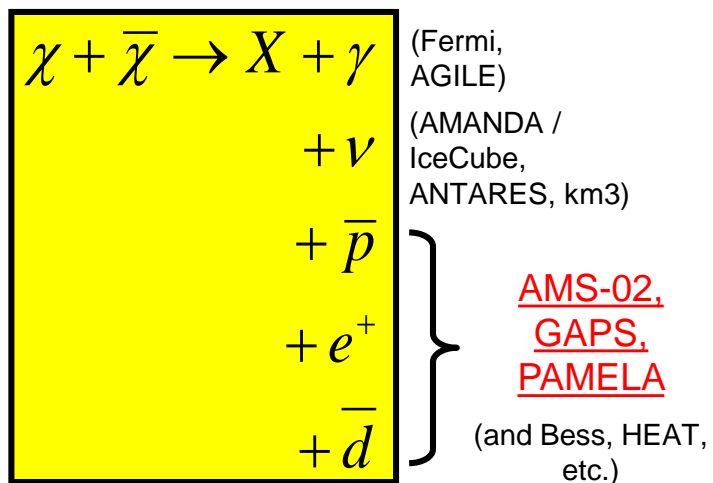 χ + χ̅ → X + γ
(Fermi,
AGILE)
+ ν
(AMANDA /
IceCube,
ANTARES, km3)
+ p̅
+ e⁺
+ d̅
AMS-02,
GAPS,
PAMELA
(and Bess, HEAT,
etc.)